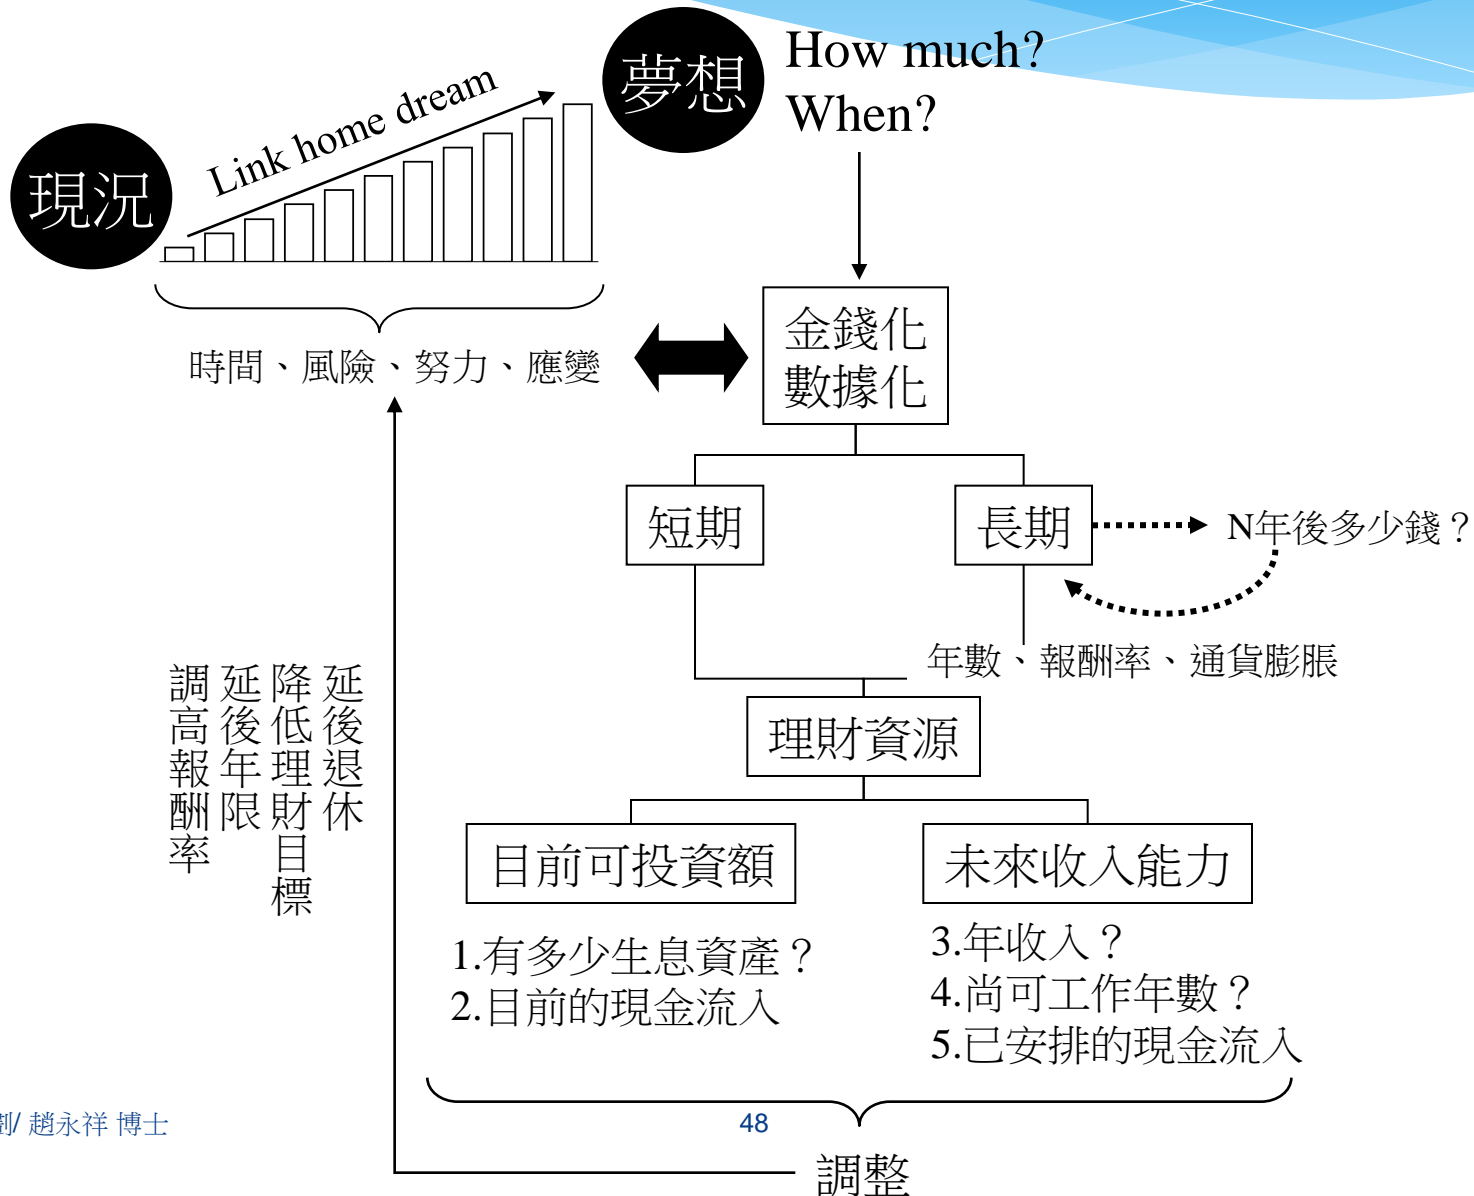 夢想
How much?
When?
Link home dream
現況
金錢化
數據化
時間、風險、努力、應變
短期
長期
N年後多少錢？
年數、報酬率、通貨膨脹
理財資源
目前可投資額
未來收入能力
1.有多少生息資產？
2.目前的現金流入
3.年收入？
4.尚可工作年數？
5.已安排的現金流入
延後退休
降低理財目標
延後年限
調高報酬率
調整
劃/ 趙永祥 博士
48